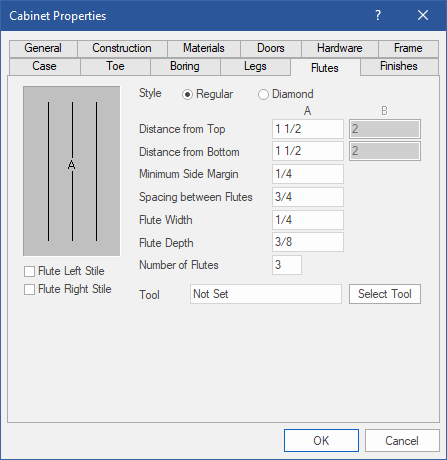 Cabinet Properties ?
General Construction Materials Doors Hardware Frame
Case Toe Boring Legs Flutes Finishes
Style Regular Diamond
A B
Distance from Top 1 1/2 2
Distance from Bottom 1 1/2 2
Minimum Side Margin 1/4
A
Spacing between Flutes 3/4
Flute Width 1/4
Flute Depth 3/8
Number of Flutes 3
Flute Left Stile
Flute Right Stile
Tool Not Set Select Tool
OK Cancel